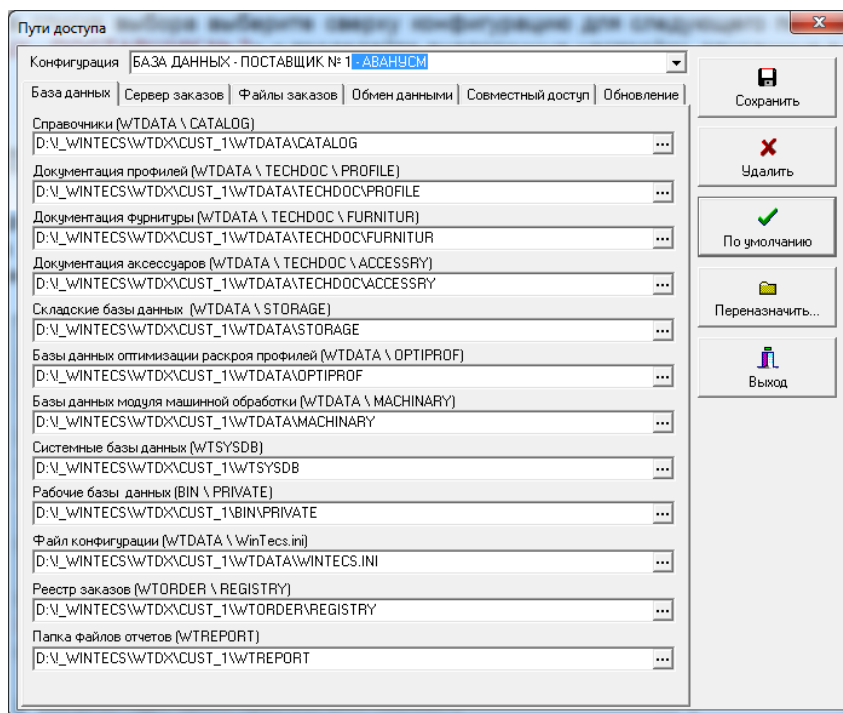 выбора выберите сверху конфигурацию для следующего п
Пути доступа
Конфигурация БАЗА ДАННЫХ - ПОСТАВЩИК № 1 - АВАНУСМ
База данных Сервер заказов Файлы заказов Обмен данными Совместный доступ Обновление
Справочники (WTDATA \ CATALOG)
D:\!_WINTECS\WTDX\CUST_1\WTDATA\CATALOG ...
Документация профилей (WTDATA \ TECHDOC \ PROFILE)
D:\!_WINTECS\WTDX\CUST_1\WTDATA\TECHDOC\PROFILE ...
Документация фурнитуры (WTDATA \ TECHDOC \ FURNITUR)
D:\!_WINTECS\WTDX\CUST_1\WTDATA\TECHDOC\FURNITUR ...
Документация аксессуаров (WTDATA \ TECHDOC \ ACCESSRY)
D:\!_WINTECS\WTDX\CUST_1\WTDATA\TECHDOC\ACCESSRY ...
Складские базы данных (WTDATA \ STORAGE)
D:\!_WINTECS\WTDX\CUST_1\WTDATA\STORAGE ...
Базы данных оптимизации раскроя профилей (WTDATA \ OPTIPROF)
D:\!_WINTECS\WTDX\CUST_1\WTDATA\OPTIPROF ...
Базы данных модуля машинной обработки (WTDATA \ MACHINARY)
D:\!_WINTECS\WTDX\CUST_1\WTDATA\MACHINARY ...
Системные базы данных (WTSYSDB)
D:\!_WINTECS\WTDX\CUST_1\WTSYSDB ...
Рабочие базы данных (BIN \ PRIVATE)
D:\!_WINTECS\WTDX\CUST_1\BIN\PRIVATE ...
Файл конфигурации (WTDATA \ WinTecs.ini)
D:\!_WINTECS\WTDX\CUST_1\WTDATA\WINTECS.INI ...
Реестр заказов (WTORDER \ REGISTRY)
D:\!_WINTECS\WTDX\CUST_1\WTORDER\REGISTRY ...
Папка файлов отчетов (WTREPORT)
D:\!_WINTECS\WTDX\CUST_1\WTREPORT ...
Сохранить
Удалить
По умолчанию
Переназначить...
Выход